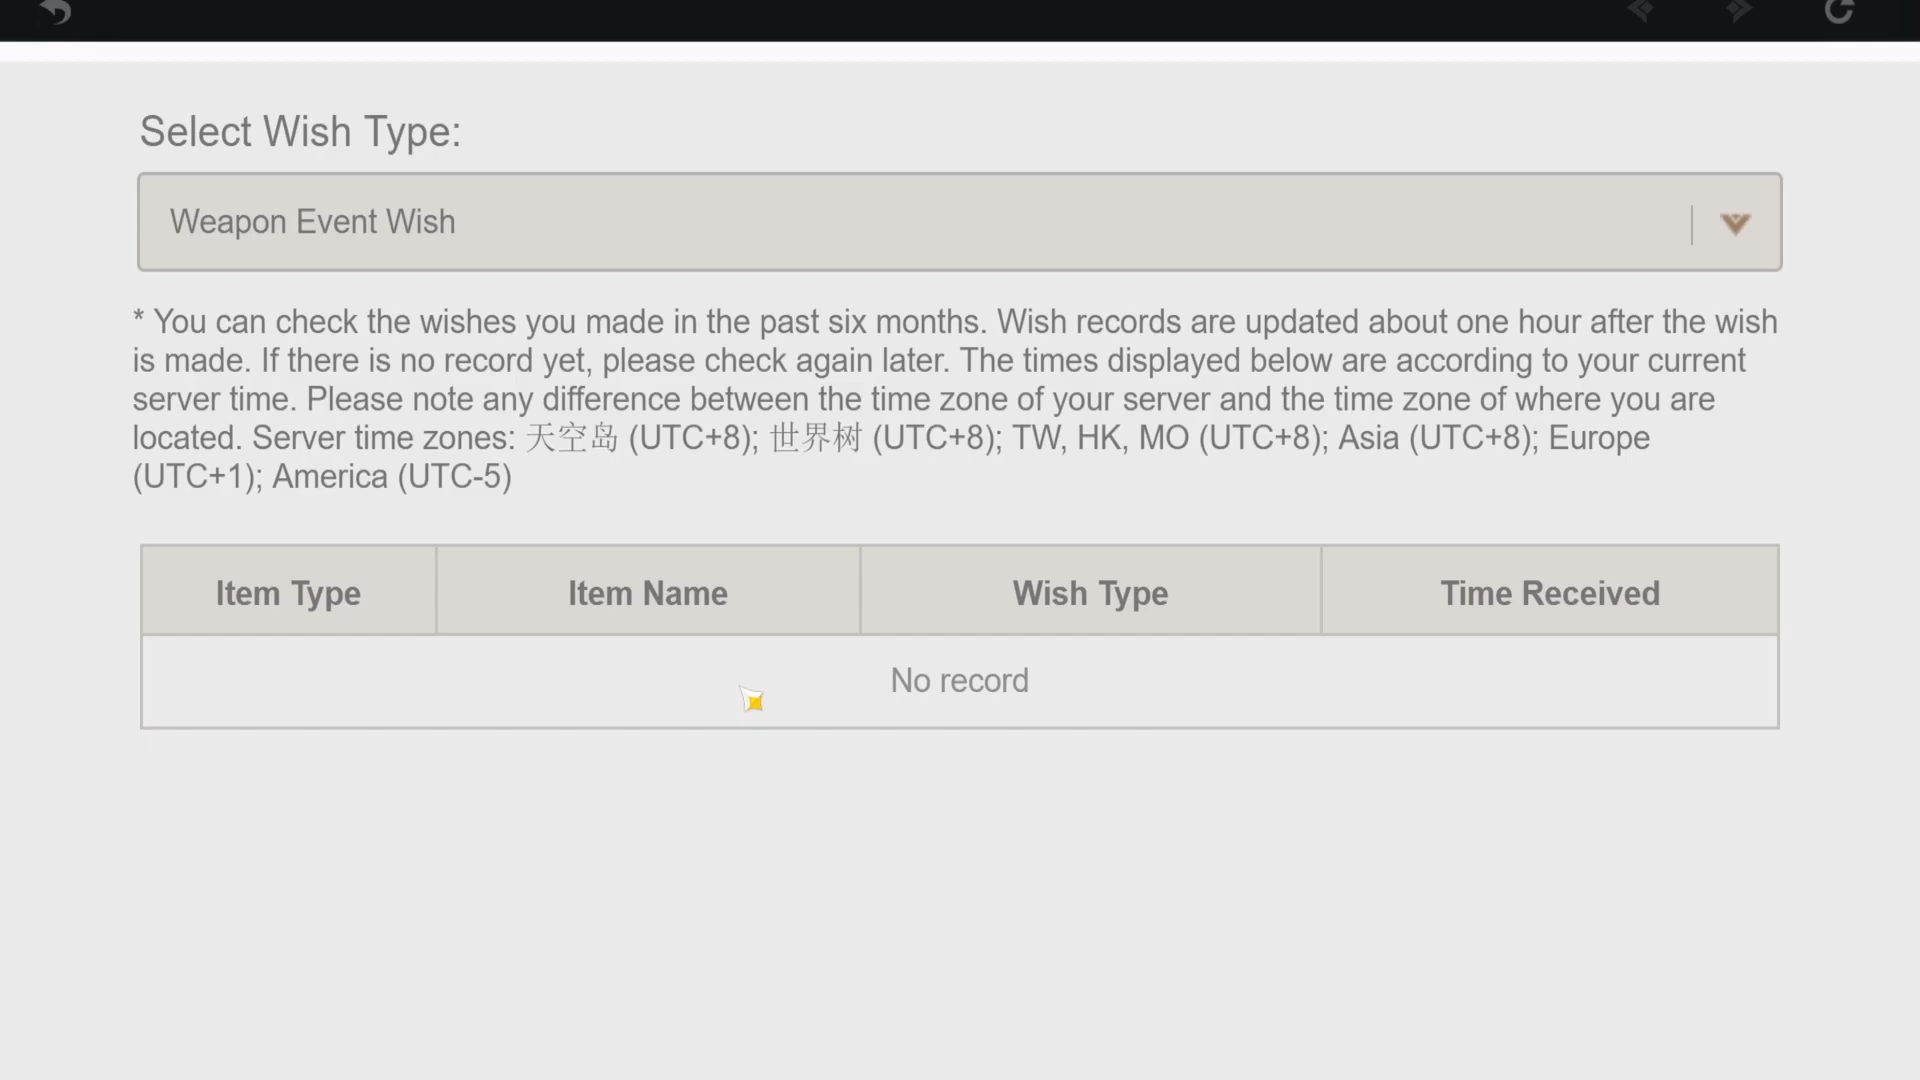 Select Wish Type:
Weapon Event Wish
* You can check the wishes you made in the past six months. Wish records are updated about one hour after the wish
is made. If there is no record yet, please check again later. The times displayed below are according to your current
server time. Please note any difference between the time zone of your server and the time zone of where you are
located. Server time zones: 天空岛 (UTC+8); 世界树 (UTC+8); TW, HK, MO (UTC+8); Asia (UTC+8); Europe
(UTC+1); America (UTC-5)
Item Type Item Name Wish Type Time Received
No record